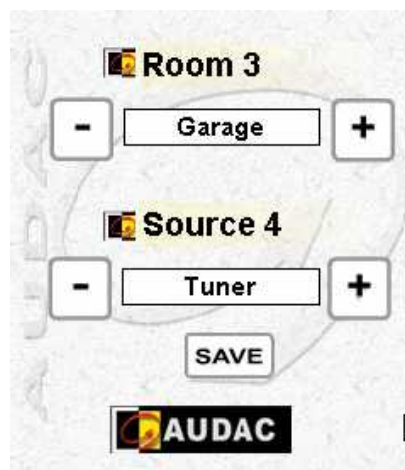 Room 3
- Garage +
Source 4
- Tuner +
SAVE
AUDAC